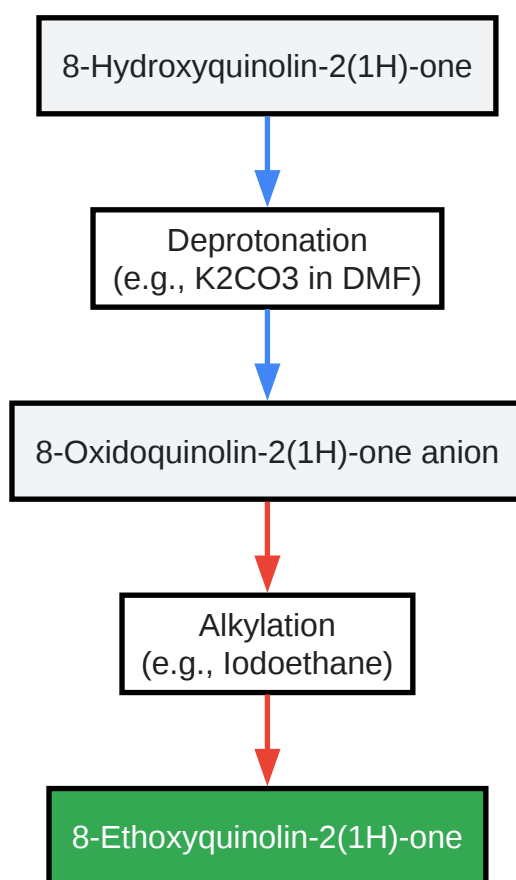 8-Hydroxyquinolin-2(1H)-one
Deprotonation
(e.g., K2CO3 in DMF)
8-Oxidoquinolin-2(1H)-one anion
Alkylation
(e.g., Iodoethane)
8-Ethoxyquinolin-2(1H)-one